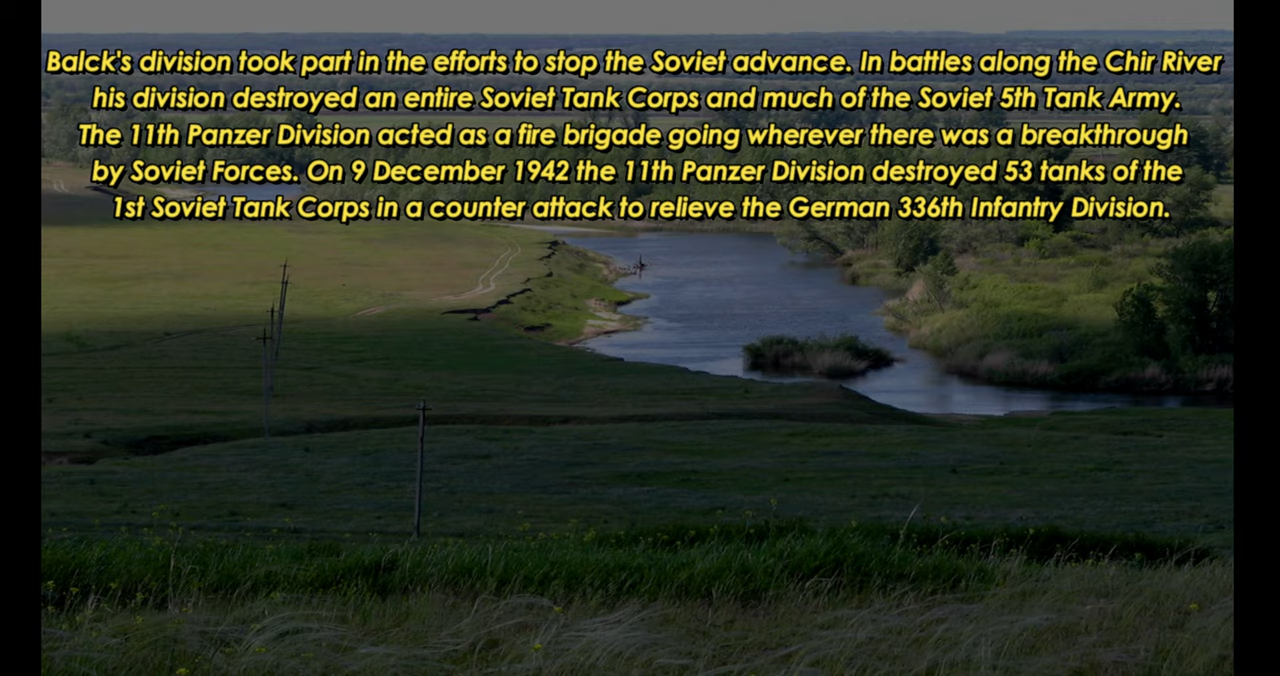 Balck's division took part in the efforts to stop the Soviet advance. In battles along the Chir River
his division destroyed an entire Soviet Tank Corps and much of the Soviet 5th Tank Army.
The 11th Panzer Division acted as a fire brigade going wherever there was a breakthrough
by Soviet Forces. On 9 December 1942 the 11th Panzer Division destroyed 53 tanks of the
1st Soviet Tank Corps in a counter attack to relieve the German 336th Infantry Division.